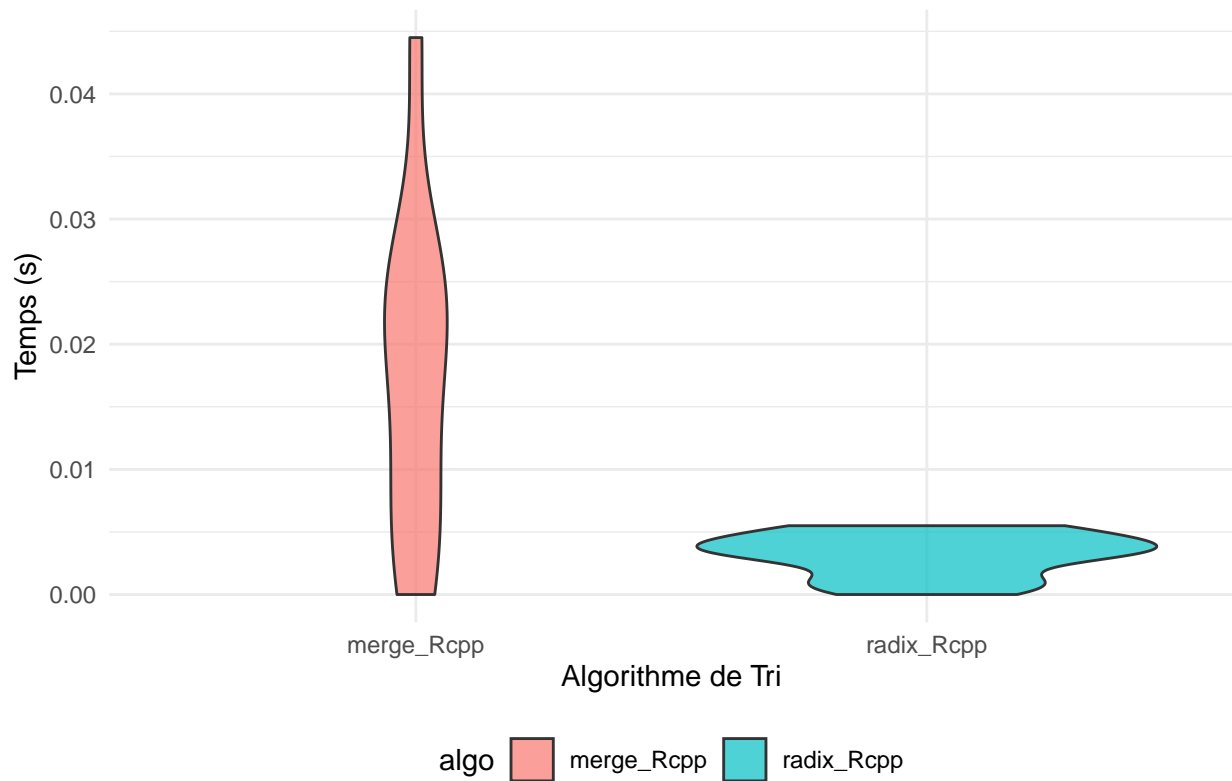 Temps (s)
0.04
0.03
0.02
0.01
0.00
merge_Rcpp radix_Rcpp
Algorithme de Tri
algo merge_Rcpp radix_Rcpp